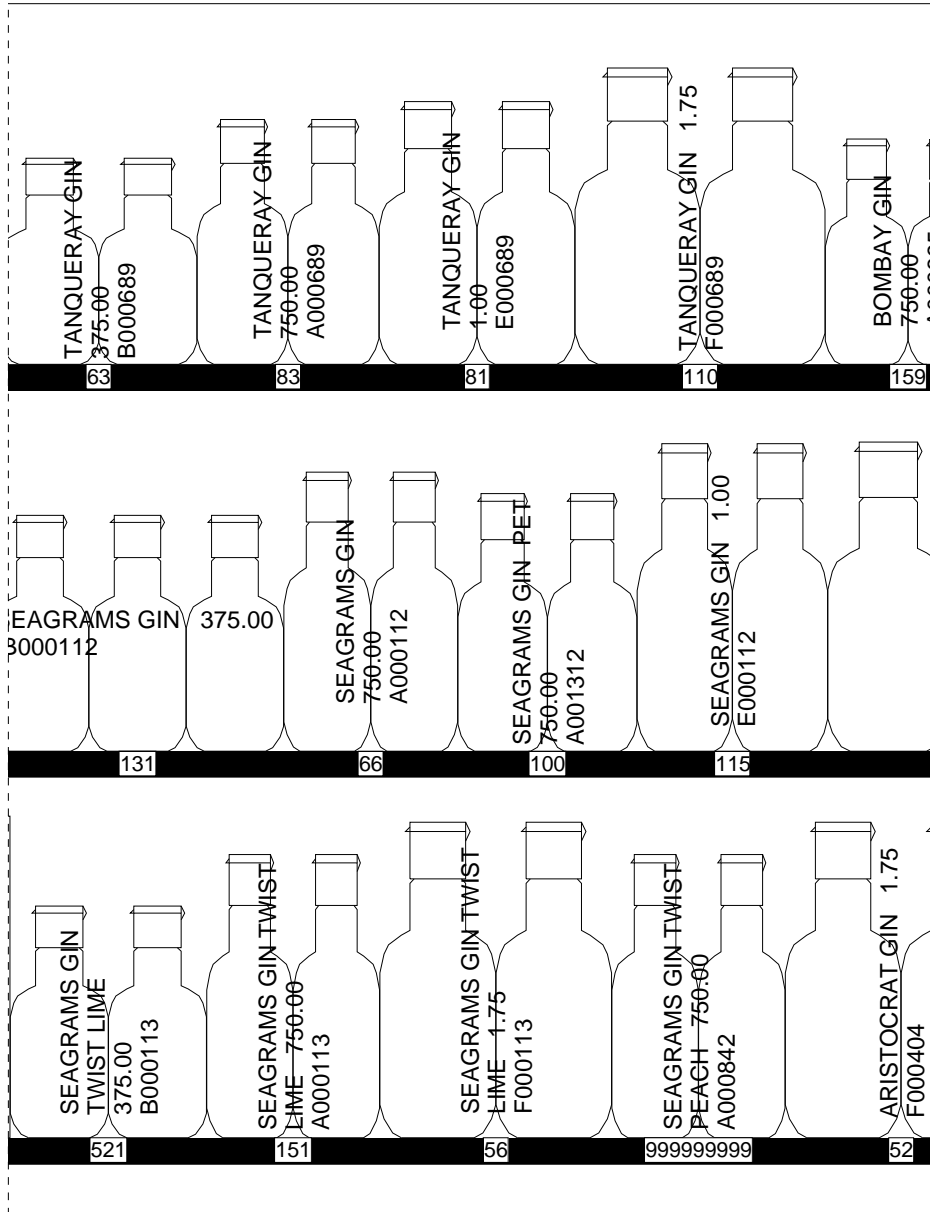 TANQUERAY GIN
375.00
B000689
TANQUERAY GIN
750.00
A000689
TANQUERAY GIN
1.00
E000689
TANQUERAY GIN 1.75
F000689
BOMBAY GIN
750.00
63
83
81
110
159
EAGRAMS GIN 375.00
B000112
SEAGRAMS GIN
750.00
A000112
SEAGRAMS GIN PET
750.00
A001312
SEAGRAMS GIN 1.00
E000112
131
66
100
115
SEAGRAMS GIN
TWIST LIME
375.00
B000113
SEAGRAMS GIN TWIST
LIME 750.00
A000113
SEAGRAMS GIN TWIST
LIME 1.75
F000113
SEAGRAMS GIN TWIST
PEACH 750.00
A000842
ARISTOCRAT GIN 1.75
F000404
521
151
56
999999999
52